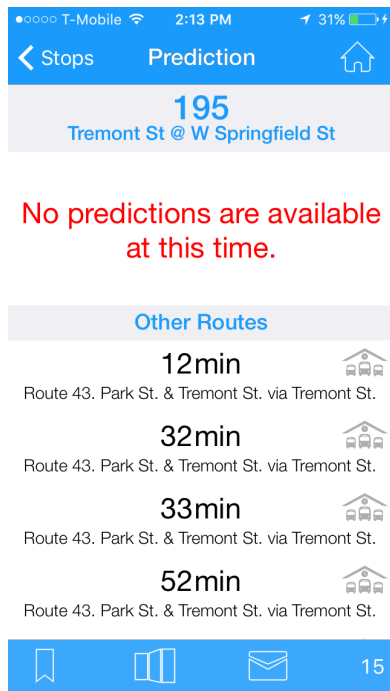 T-Mobile 2:13 PM 31%
Stops Prediction
195
Tremont St @ W Springfield St
No predictions are available
at this time.
Other Routes
12min
Route 43. Park St. & Tremont St. via Tremont St.
32min
Route 43. Park St. & Tremont St. via Tremont St.
33min
Route 43. Park St. & Tremont St. via Tremont St.
52min
Route 43. Park St. & Tremont St. via Tremont St.
15